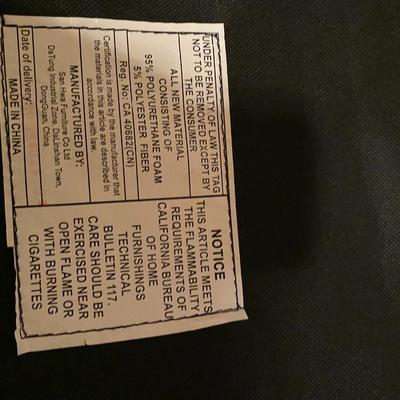 UNDER PENALTY OF LAW THIS TAG
NOT TO BE REMOVED EXCEPT BY
THE CONSUMER
ALL NEW MATERIAL
CONSISTING OF
95% POLYURETHANE FOAM
5% POLYESTER FIBER
Reg. No. CA 40682(CN)
Certification is made by the manufacturer that
the materials in this article are described in
accordance with law.
MANUFACTURED BY:
San Hwa Furniture Co Ltd
DaTung Industrial Zone, DaLinshan Town,
DongGuan, China
Date of delivery:
MADE IN CHINA
NOTICE
THIS ARTICLE MEETS
THE FLAMMABILITY
REQUIREMENTS OF
CALIFORNIA BUREAU
OF HOME
FURNISHINGS
TECHNICAL
BULLETIN 117.
CARE SHOULD BE
EXERCISED NEAR
OPEN FLAME OR
WITH BURNING
CIGARETTES